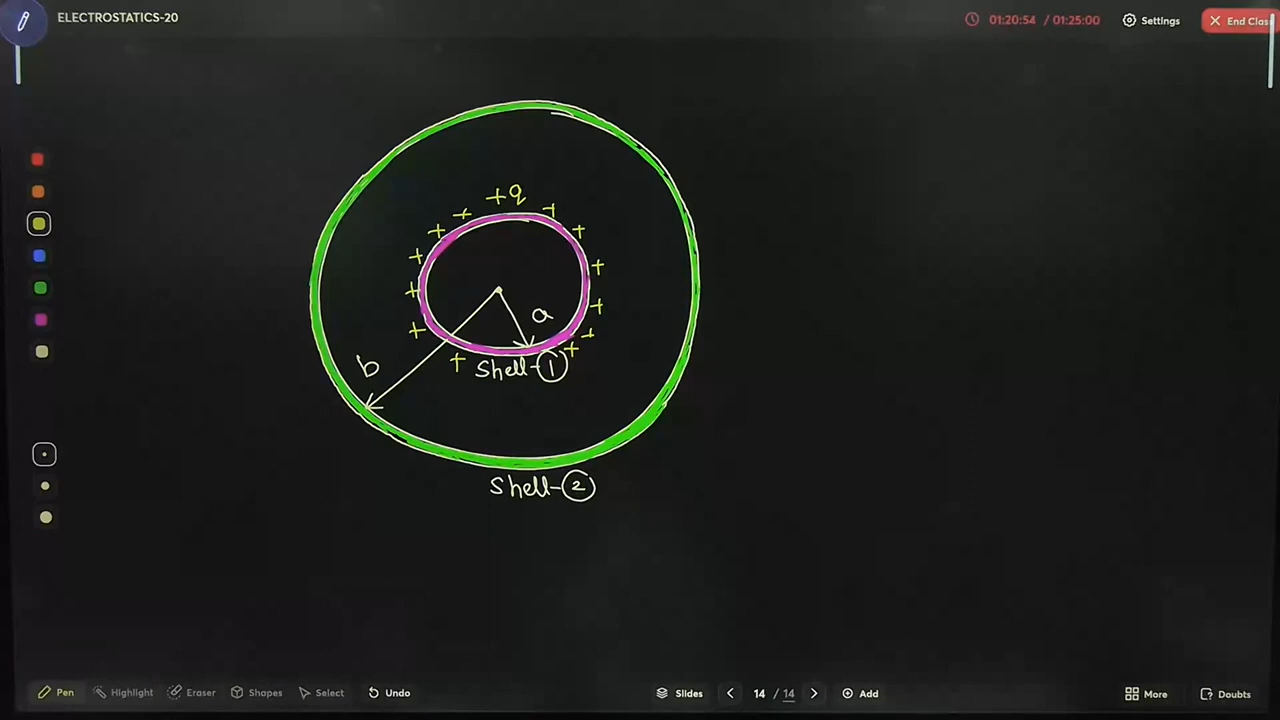 ELECTROSTATICS-20
01:20:54 / 01:25:00
Settings
End Clas
+q
+ + + + + + + + + + + + +
a
b
Shell-①
Shell-②
Pen
Highlight
Eraser
Shapes
Select
Undo
Slides
14 / 14
Add
More
Doubts